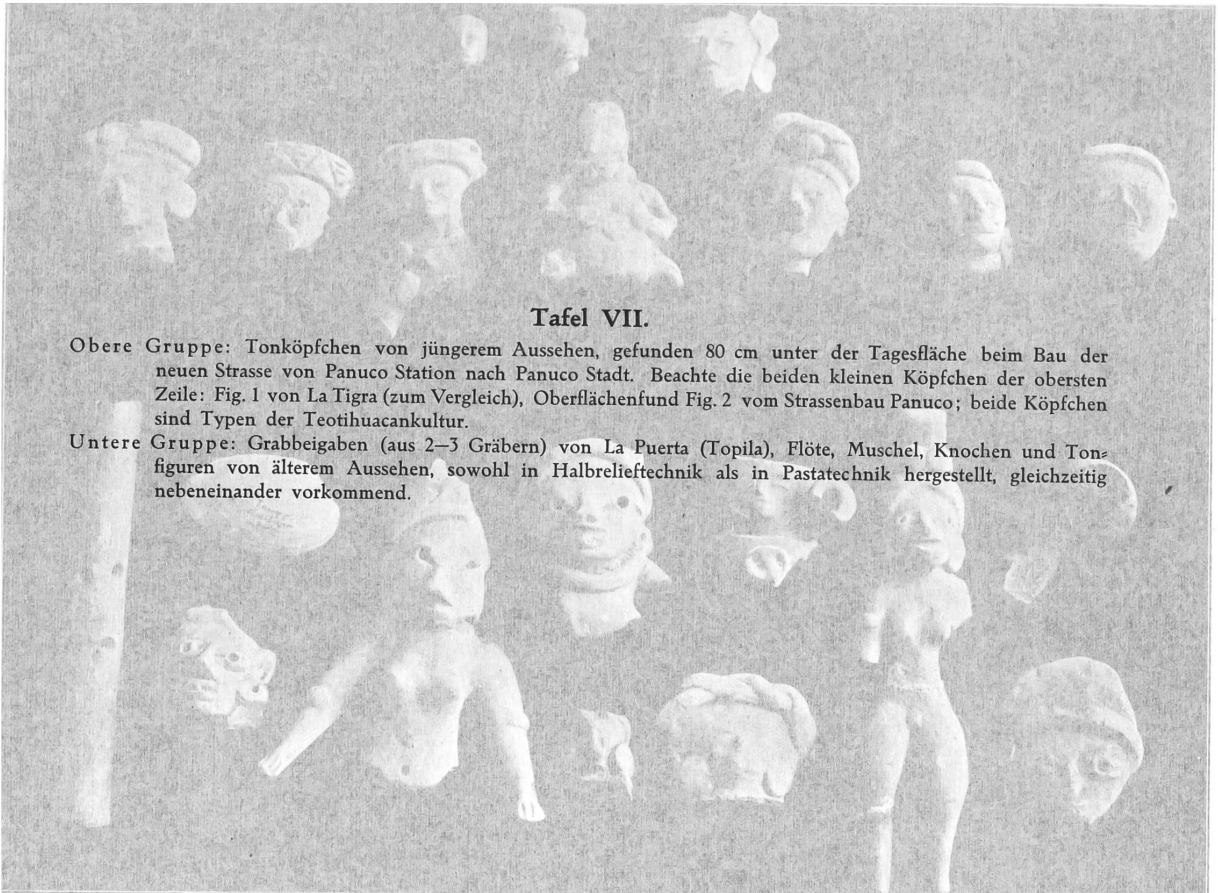 Tafel VII.
Obere Gruppe: Tonköpfchen von jüngerem Aussehen, gefunden 80 cm unter der Tagesfläche beim Bau der
neuen Strasse von Panuco Station nach Panuco Stadt. Beachte die beiden kleinen Köpfchen der obersten
Zeile: Fig. 1 von La Tigra (zum Vergleich), Oberflächenfund Fig. 2 vom Strassenbau Panuco; beide Köpfchen
sind Typen der Teotihuacankultur.
Untere Gruppe: Grabbeigaben (aus 2–3 Gräbern) von La Puerta (Topila), Flöte, Muschel, Knochen und Ton⸗
figuren von älterem Aussehen, sowohl in Halbrelieftechnik als in Pastatechnik hergestellt, gleichzeitig
nebeneinander vorkommend.